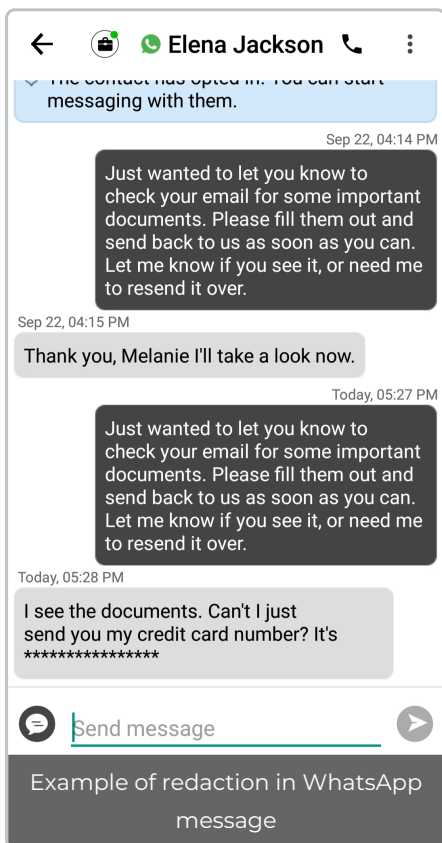 Elena Jackson
The contact has opted in. You can start
messaging with them.
Sep 22, 04:14 PM
Just wanted to let you know to
check your email for some important
documents. Please fill them out and
send back to us as soon as you can.
Let me know if you see it, or need me
to resend it over.
Sep 22, 04:15 PM
Thank you, Melanie I'll take a look now.
Today, 05:27 PM
Just wanted to let you know to
check your email for some important
documents. Please fill them out and
send back to us as soon as you can.
Let me know if you see it, or need me
to resend it over.
Today, 05:28 PM
I see the documents. Can't I just
send you my credit card number? It's
****************
Send message
Example of redaction in WhatsApp
message